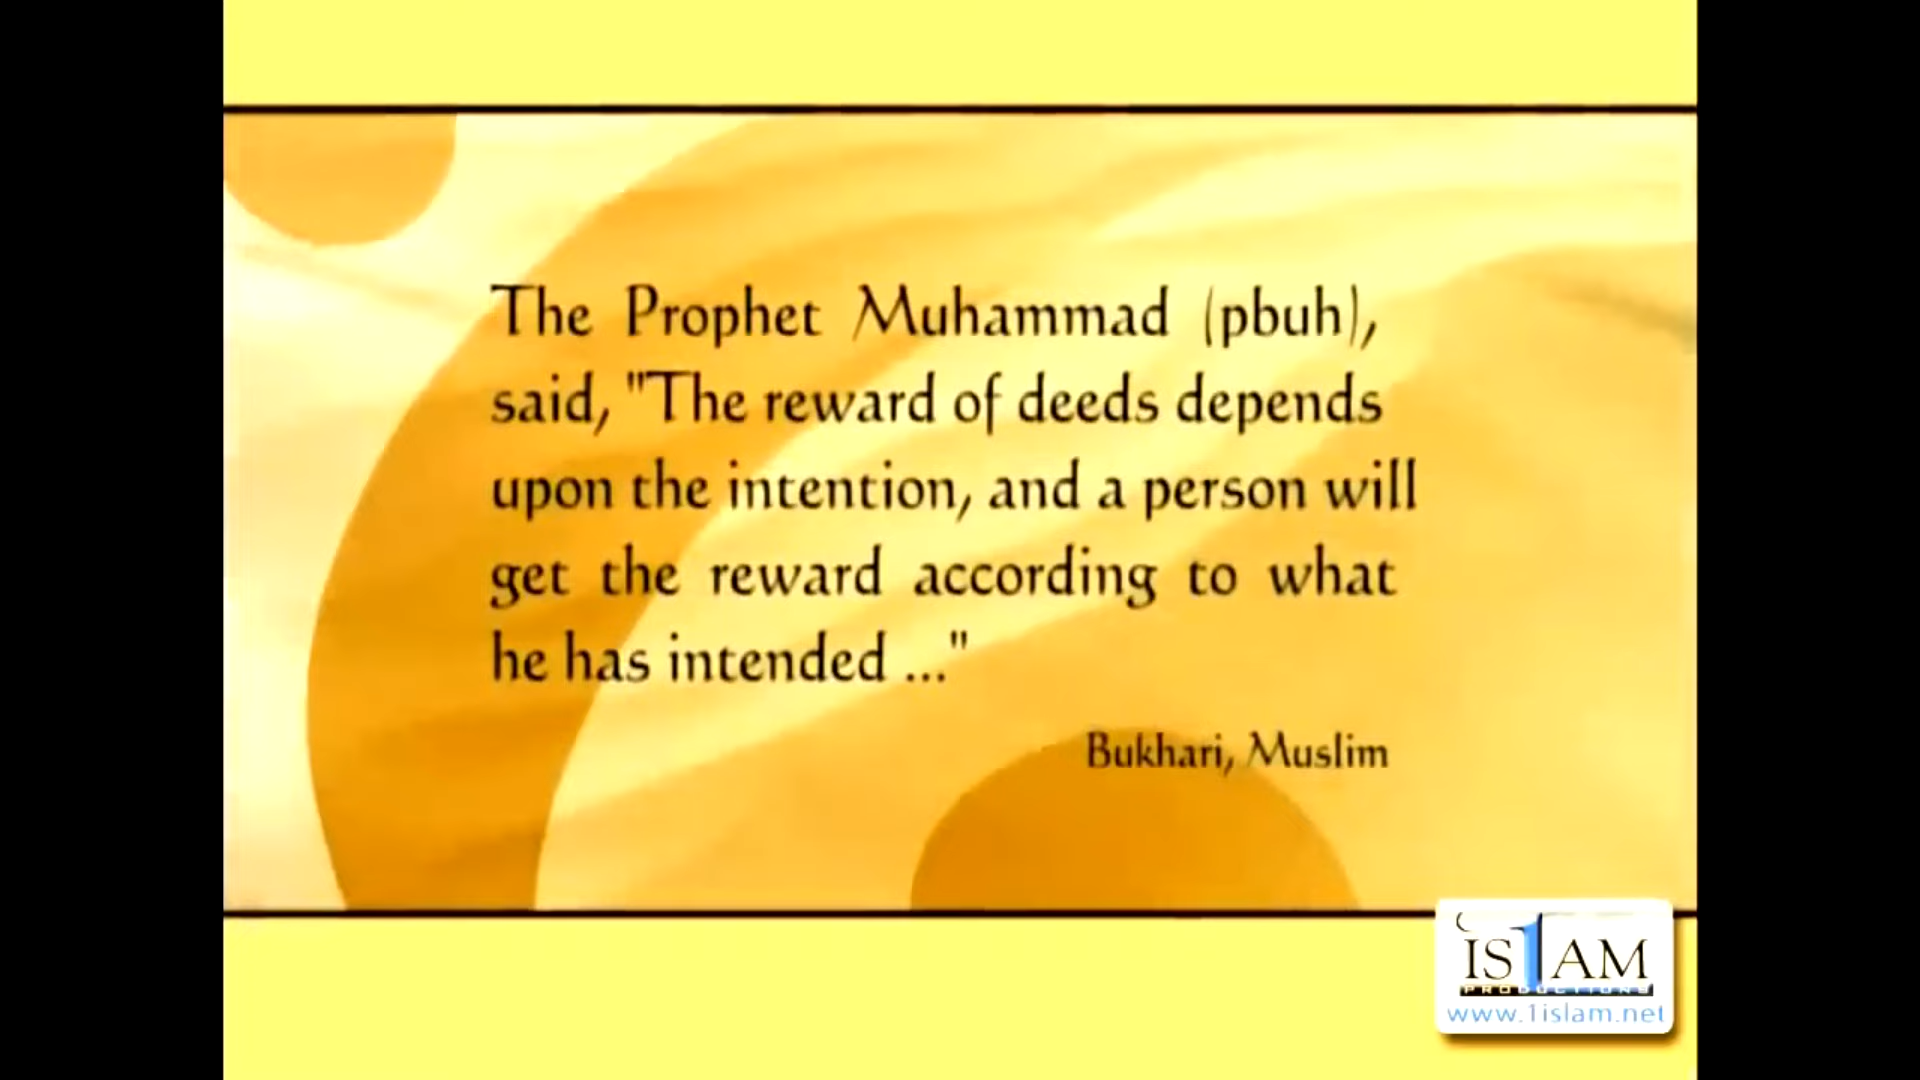 The Prophet Muhammad (pbuh),
said, "The reward of deeds depends
upon the intention, and a person will
get the reward according to what
he has intended ..."
Bukhari, Muslim
IS1AM
PRODUCTIONS
www.1islam.net